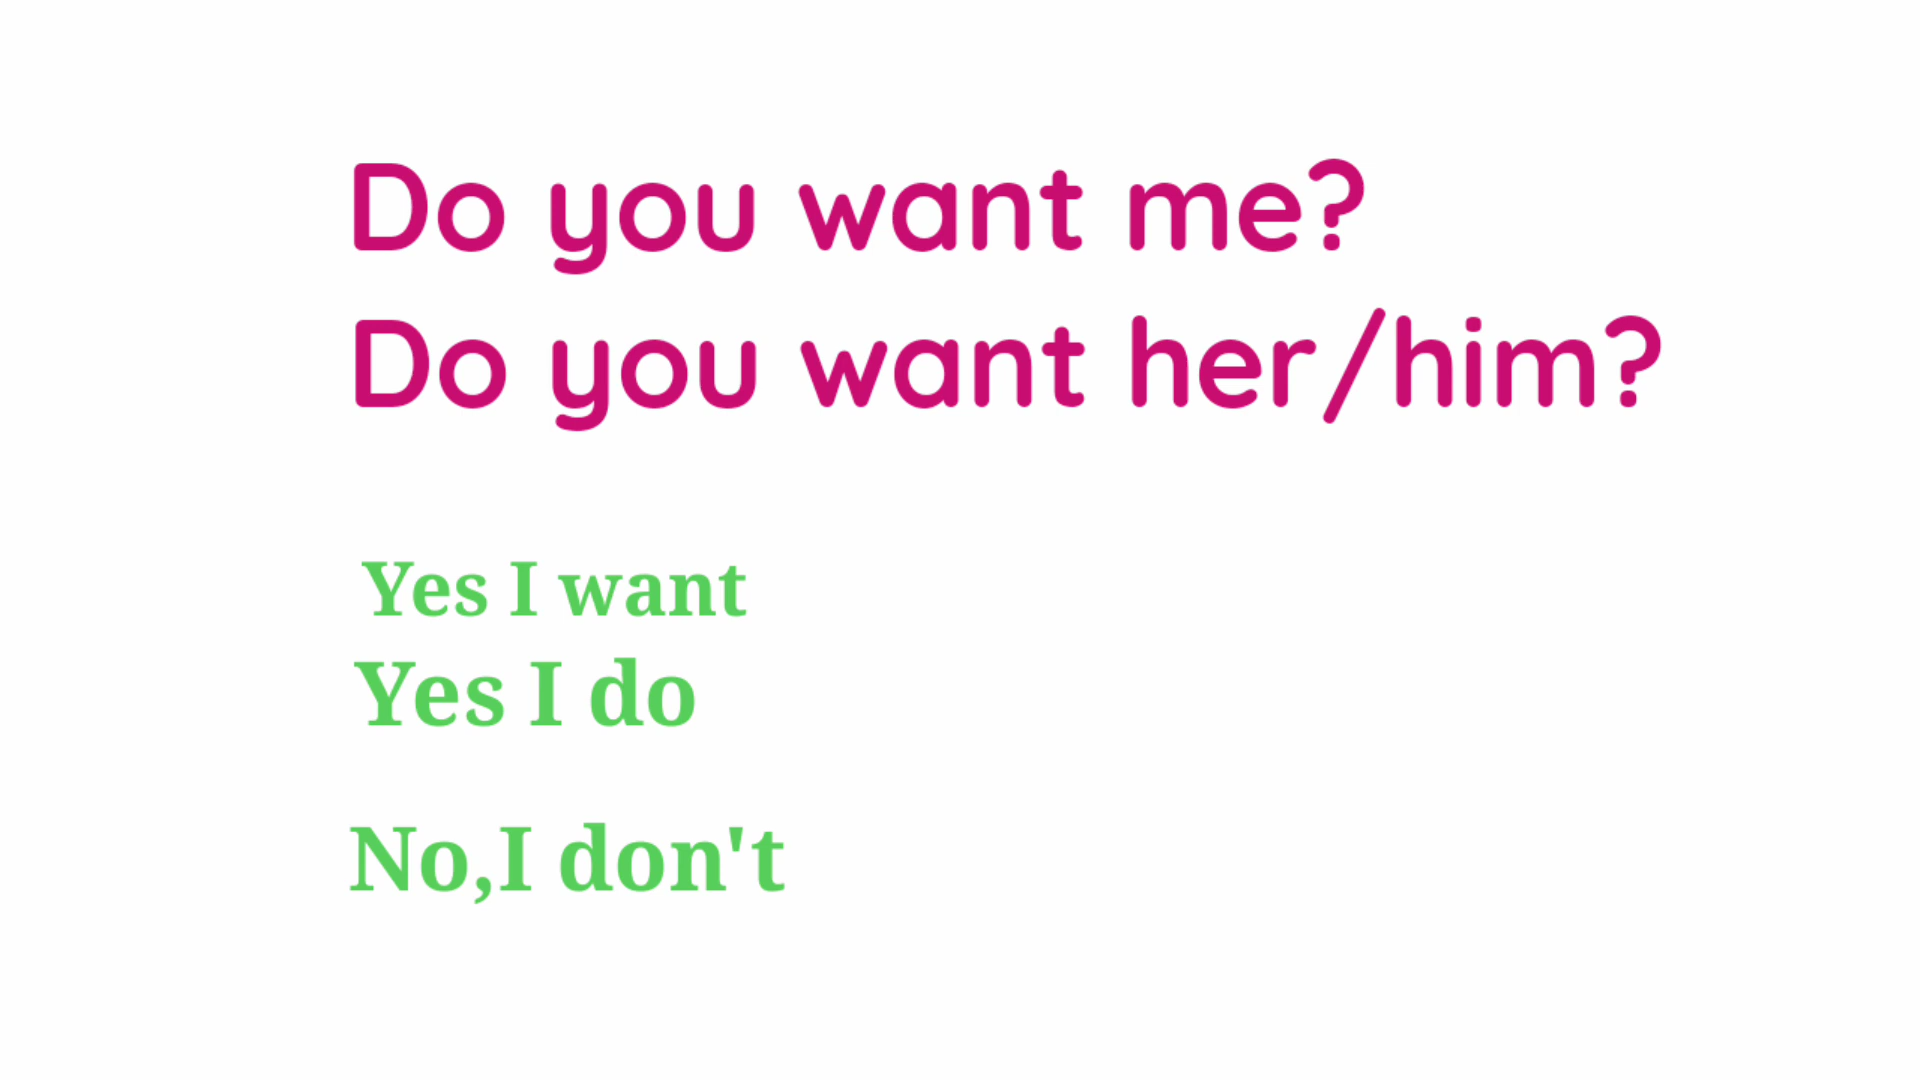 Do you want me?
Do you want her/him?
Yes I want
Yes I do
No,I don't